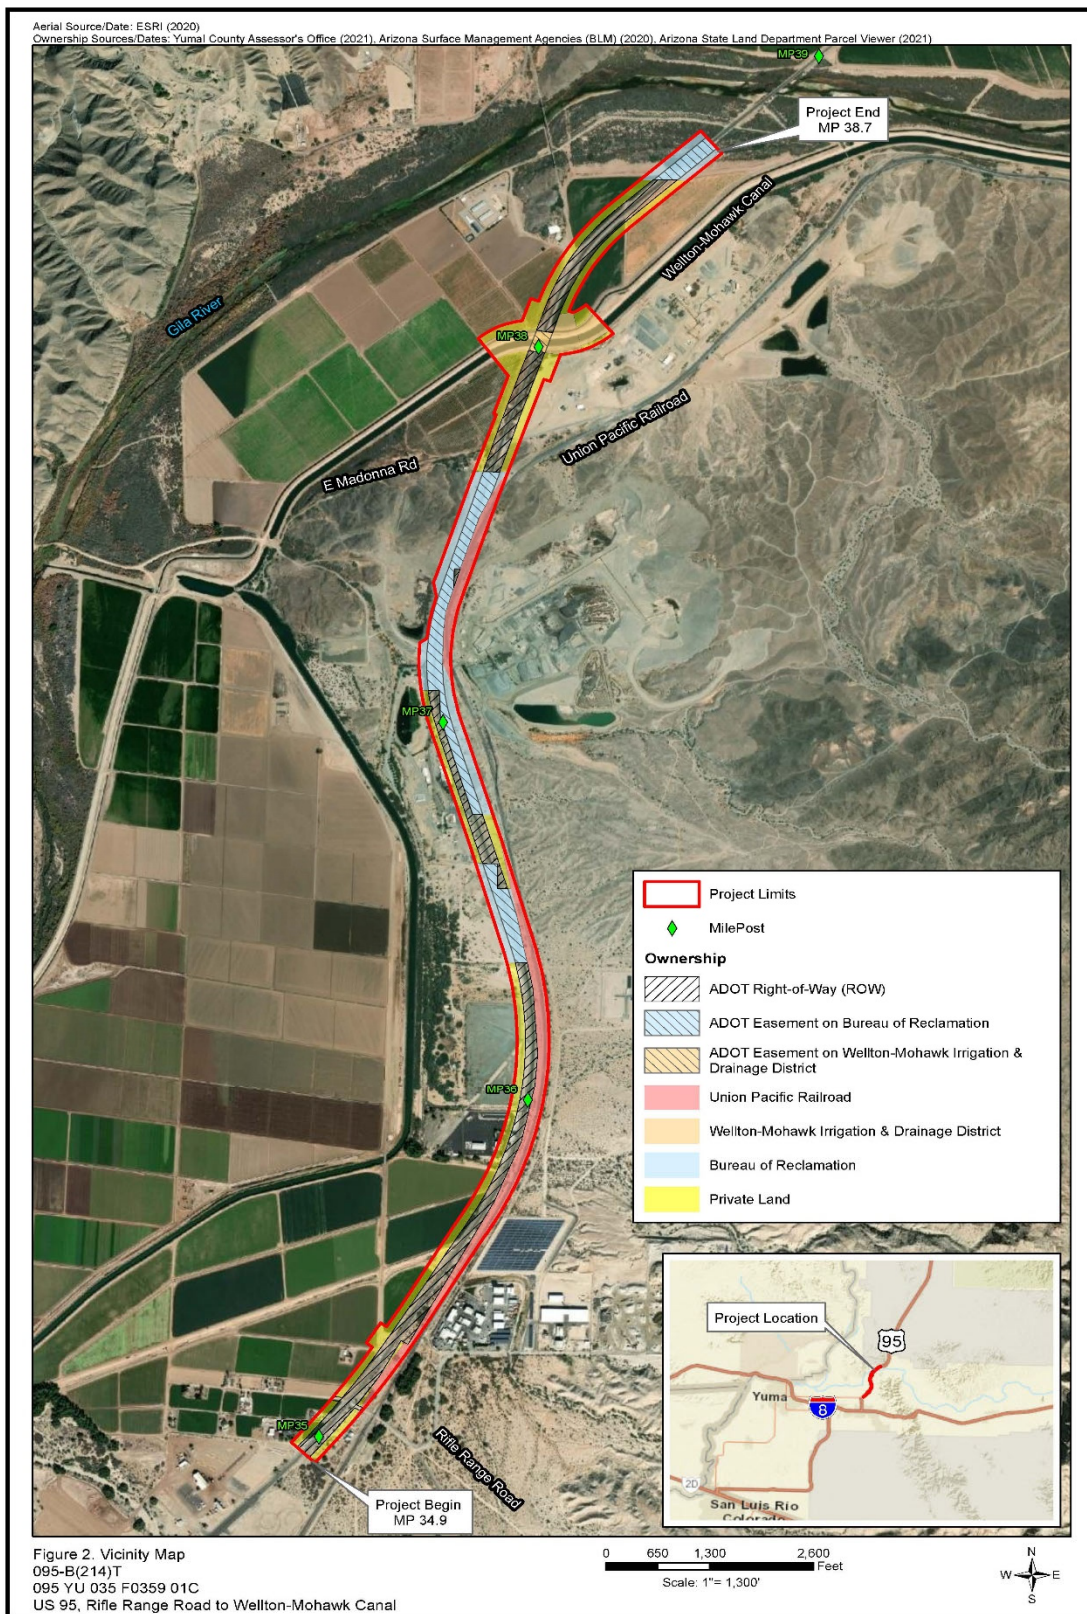 Aerial Source/Date: ESRI (2020)
Ownership Sources/Dates: Yumal County Assessor's Office (2021), Arizona Surface Management Agencies (BLM) (2020), Arizona State Land Department Parcel Viewer (2021)
MP39
Project End
MP 38.7
Wellton-Mohawk Canal
Gila River
MP38
Union Pacific Railroad
E Madonna Rd
MP37
Project Limits
MilePost
Ownership
ADOT Right-of-Way (ROW)
ADOT Easement on Bureau of Reclamation
ADOT Easement on Wellton-Mohawk Irrigation &
Drainage District
Union Pacific Railroad
Wellton-Mohawk Irrigation & Drainage District
Bureau of Reclamation
Private Land
MP36
Project Location
95
Yuma
8
2D
San Luis Rio
Colorado
MP35
Rifle Range Road
Project Begin
MP 34.9
Figure 2. Vicinity Map
095-B(214)T
095 YU 035 F0359 01C
US 95, Rifle Range Road to Wellton-Mohawk Canal
0 650 1,300 2,600
Feet
Scale: 1"= 1,300'
N
W E
S